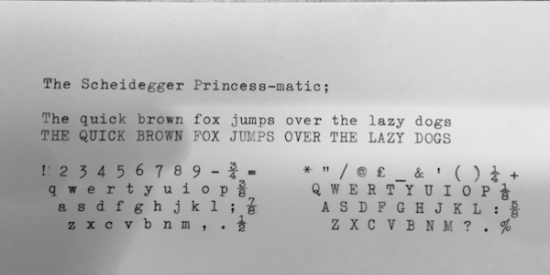 The Scheidegger Princess-matic;
The quick brown fox jumps over the lazy dogs
THE QUICK BROWN FOX JUMPS OVER THE LAZY DOGS
! 2 3 4 5 6 7 8 9 - ¾ = * " / @ £ _ & ' ( ) ¼ +
q w e r t y u i o p ⅜ Q W E R T Y U I O P ⅛
a s d f g h j k l ; ⅞ A S D F G H J K L : ⅝
z x c v b n m , . ½ Z X C V B N M ? . %